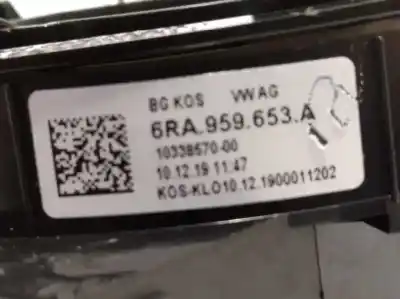 BG KOS VW AG
6RA.959.653.A
10338570-00
10.12.19 11:47
KOS-KLO10.12.1900011202